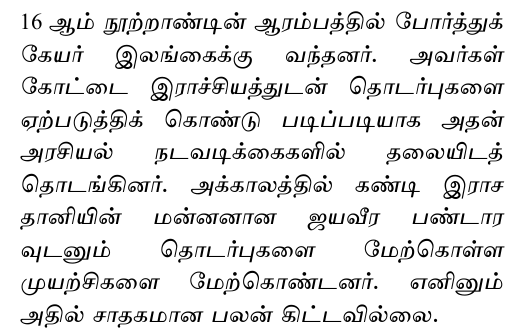 16 ஆம் நூற்றாண்டின் ஆரம்பத்தில் போர்த்துக்
கேயர் இலங்கைக்கு வந்தனர். அவர்கள்
கோட்டை இராச்சியத்துடன் தொடர்புகளை
ஏற்படுத்திக் கொண்டு படிப்படியாக அதன்
அரசியல் நடவடிக்கைகளில் தலையிடத்
தொடங்கினர். அக்காலத்தில் கண்டி இராச
தானியின் மன்னனான ஜயவீர பண்டார
வுடனும் தொடர்புகளை மேற்கொள்ள
முயற்சிகளை மேற்கொண்டனர். எனினும்
அதில் சாதகமான பலன் கிட்டவில்லை.